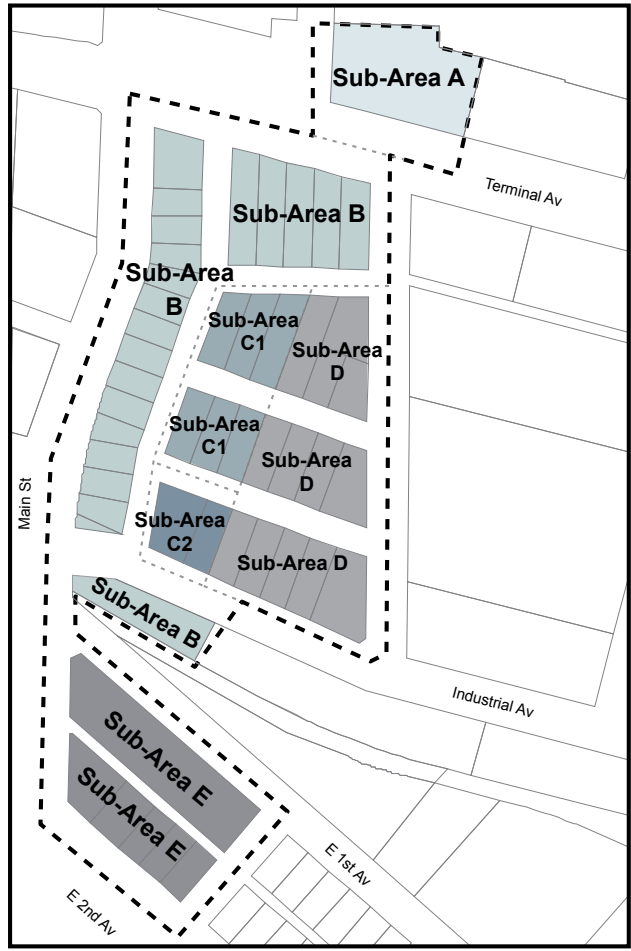 Sub-Area A
Terminal Av
Sub-Area B
Sub-Area
B
Sub-Area
C1
Sub-Area
D
Sub-Area
C1
Sub-Area
D
Main St
Sub-Area
C2
Sub-Area D
Sub-Area B
Industrial Av
Sub-Area E
Sub-Area E
E 1st Av
E 2nd Av